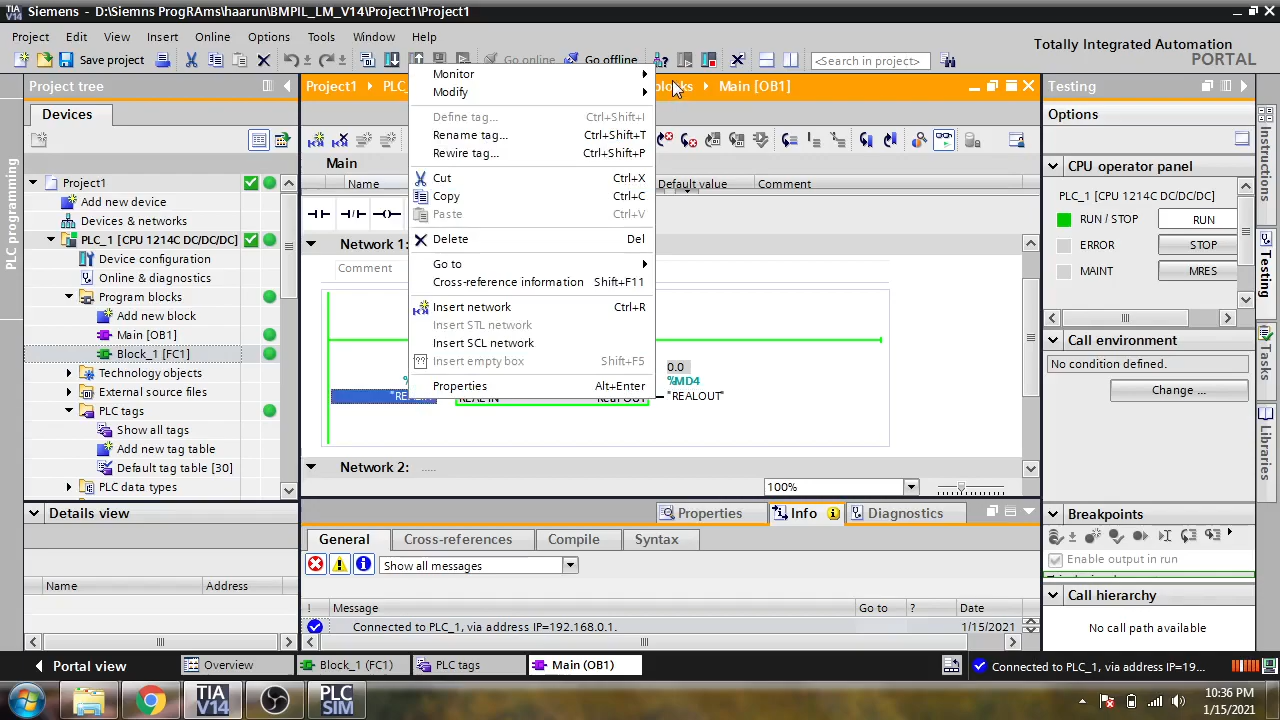 TIA V14 Siemens - D:\Siemns ProgRAms\haarun\BMPIL_LM_V14\Project1\Project1
Project Edit View Insert Online Options Tools Window Help
Totally Integrated Automation
PORTAL
Save project Go online Go offline <Search in project>
Project tree
Devices
PLC programming
Project1
Add new device
Devices & networks
PLC_1 [CPU 1214C DC/DC/DC]
Device configuration
Online & diagnostics
Program blocks
Add new block
Main [OB1]
Block_1 [FC1]
Technology objects
External source files
PLC tags
Show all tags
Add new tag table
Default tag table [30]
PLC data types
Details view
Name Address
Project1 Main [OB1]
Main
Name Default value Comment
Network 1:
Comment
Monitor
Modify
Define tag... Ctrl+Shift+I
Rename tag... Ctrl+Shift+T
Rewire tag... Ctrl+Shift+P
Cut Ctrl+X
Copy Ctrl+C
Paste Ctrl+V
Delete Del
Go to
Cross-reference information Shift+F11
Insert network Ctrl+R
Insert STL network
Insert SCL network
Insert empty box Shift+F5
Properties Alt+Enter
0.0
%MD4
"REALOUT"
Network 2: .....
100%
Properties Info Diagnostics
General Cross-references Compile Syntax
Show all messages
! Message Go to ? Date
Connected to PLC_1, via address IP=192.168.0.1. 1/15/2021
Testing
Options
CPU operator panel
PLC_1 [CPU 1214C DC/DC/DC]
RUN / STOP RUN
ERROR STOP
MAINT MRES
Call environment
No condition defined.
Change ...
Breakpoints
Enable output in run
Call hierarchy
No call path available
Instructions
Testing
Tasks
Libraries
Portal view Overview Block_1 (FC1) PLC tags Main (OB1) Connected to PLC_1, via address IP=19...
TIA V14
PLC SIM
10:36 PM
1/15/2021